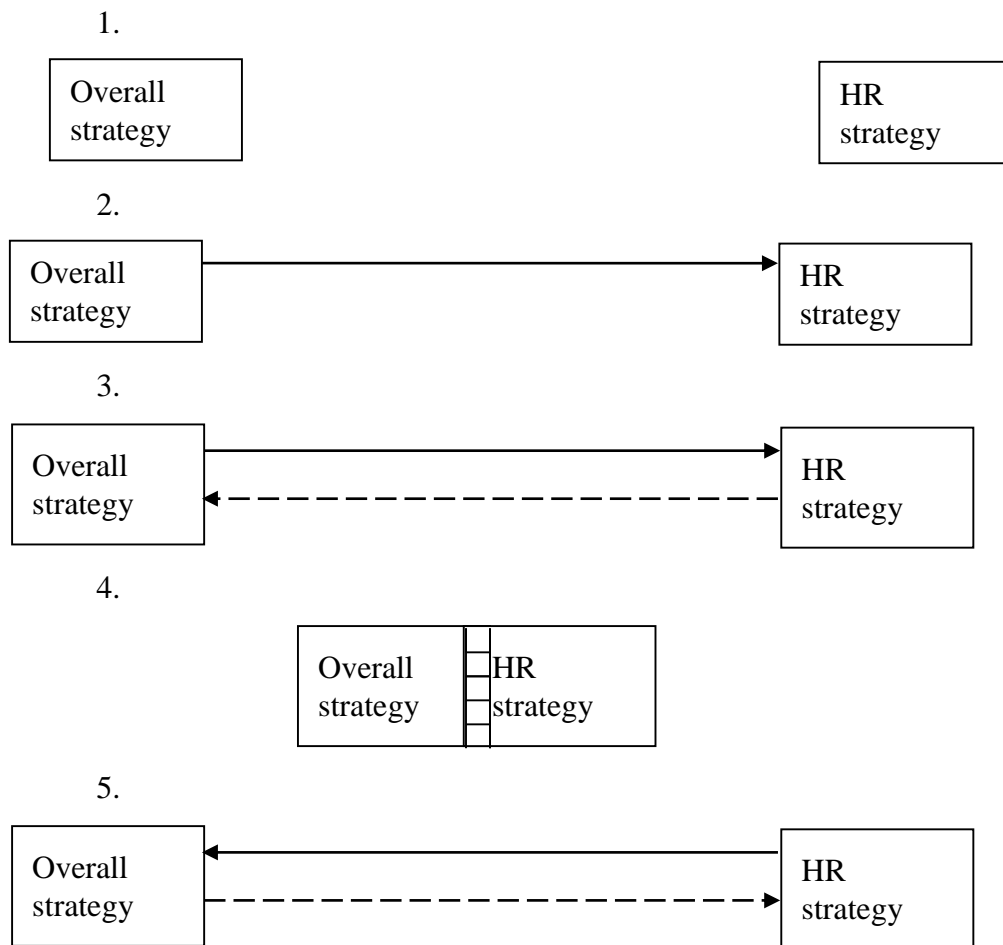 1.
Overall
strategy
HR
strategy
2.
Overall
strategy
HR
strategy
3.
Overall
strategy
HR
strategy
4.
Overall
strategy
HR
strategy
5.
Overall
strategy
HR
strategy